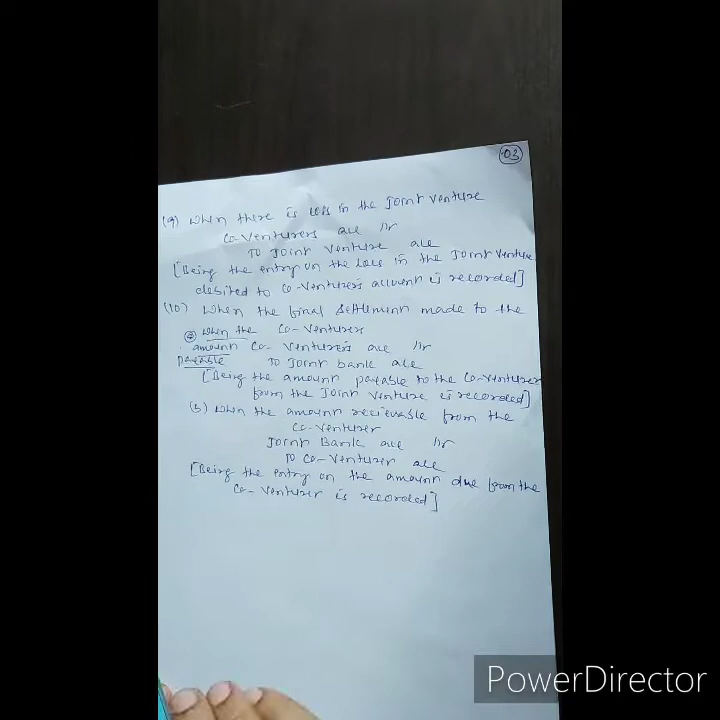 03
(9) When there is loss in the Joint venture
Co-Venturers a/c Dr
To Joint Venture a/c
[Being the entry on the loss in the Joint Venture
debited to Co-Venturers account is recorded]
(10) When the final Settlement made to the
Co-Venturers
(a) When the
amount Co-Venturers a/c Dr
payable To Joint bank a/c
[Being the amount payable to the Co-venturer
from the Joint Venture is recorded]
(b) When the amount recievable from the
Co-Venturer
Joint Bank a/c Dr
To Co-Venturer a/c
[Being the entry on the amount due from the
Co-Venturer is recorded]
PowerDirector